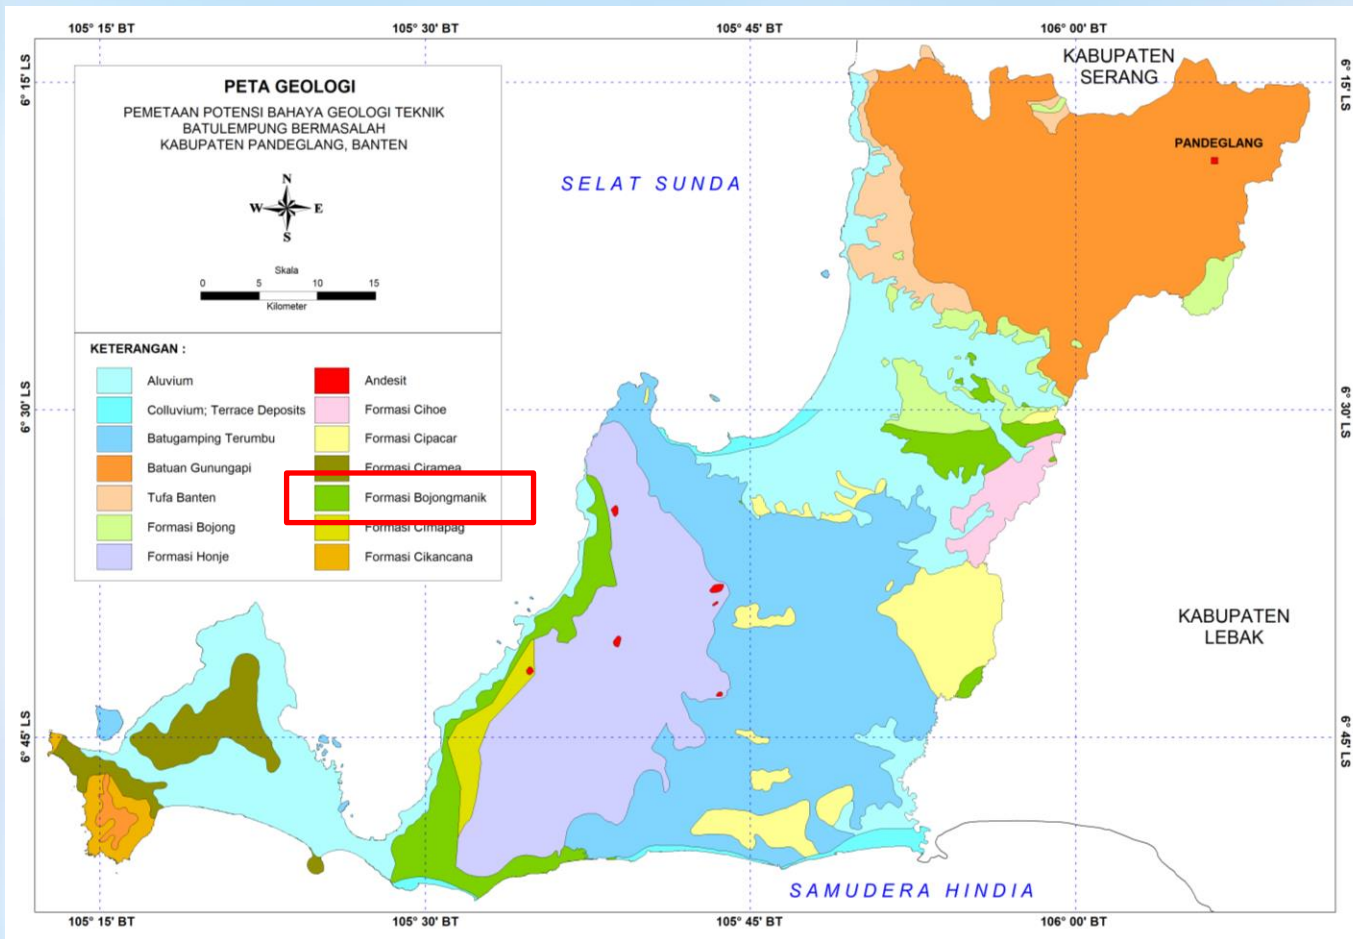 105° 15' BT
105° 30' BT
105° 45' BT
106° 00' BT
6° 15' LS
6° 15' LS
PETA GEOLOGI
PEMETAAN POTENSI BAHAYA GEOLOGI TEKNIK
BATULEMPUNG BERMASALAH
KABUPATEN PANDEGLANG, BANTEN
N
W
E
S
Skala
0
5
10
15
Kilometer
KETERANGAN :
Aluvium
Colluvium; Terrace Deposits
Batugamping Terumbu
Batuan Gunungapi
Tufa Banten
Formasi Bojong
Formasi Honje
Andesit
Formasi Cihoe
Formasi Cipacar
Formasi Ciramea
Formasi Bojongmanik
Formasi Cimapag
Formasi Cikancana
KABUPATEN
SERANG
PANDEGLANG
SELAT SUNDA
6° 30' LS
6° 30' LS
KABUPATEN
LEBAK
6° 45' LS
6° 45' LS
SAMUDERA HINDIA
105° 15' BT
105° 30' BT
105° 45' BT
106° 00' BT